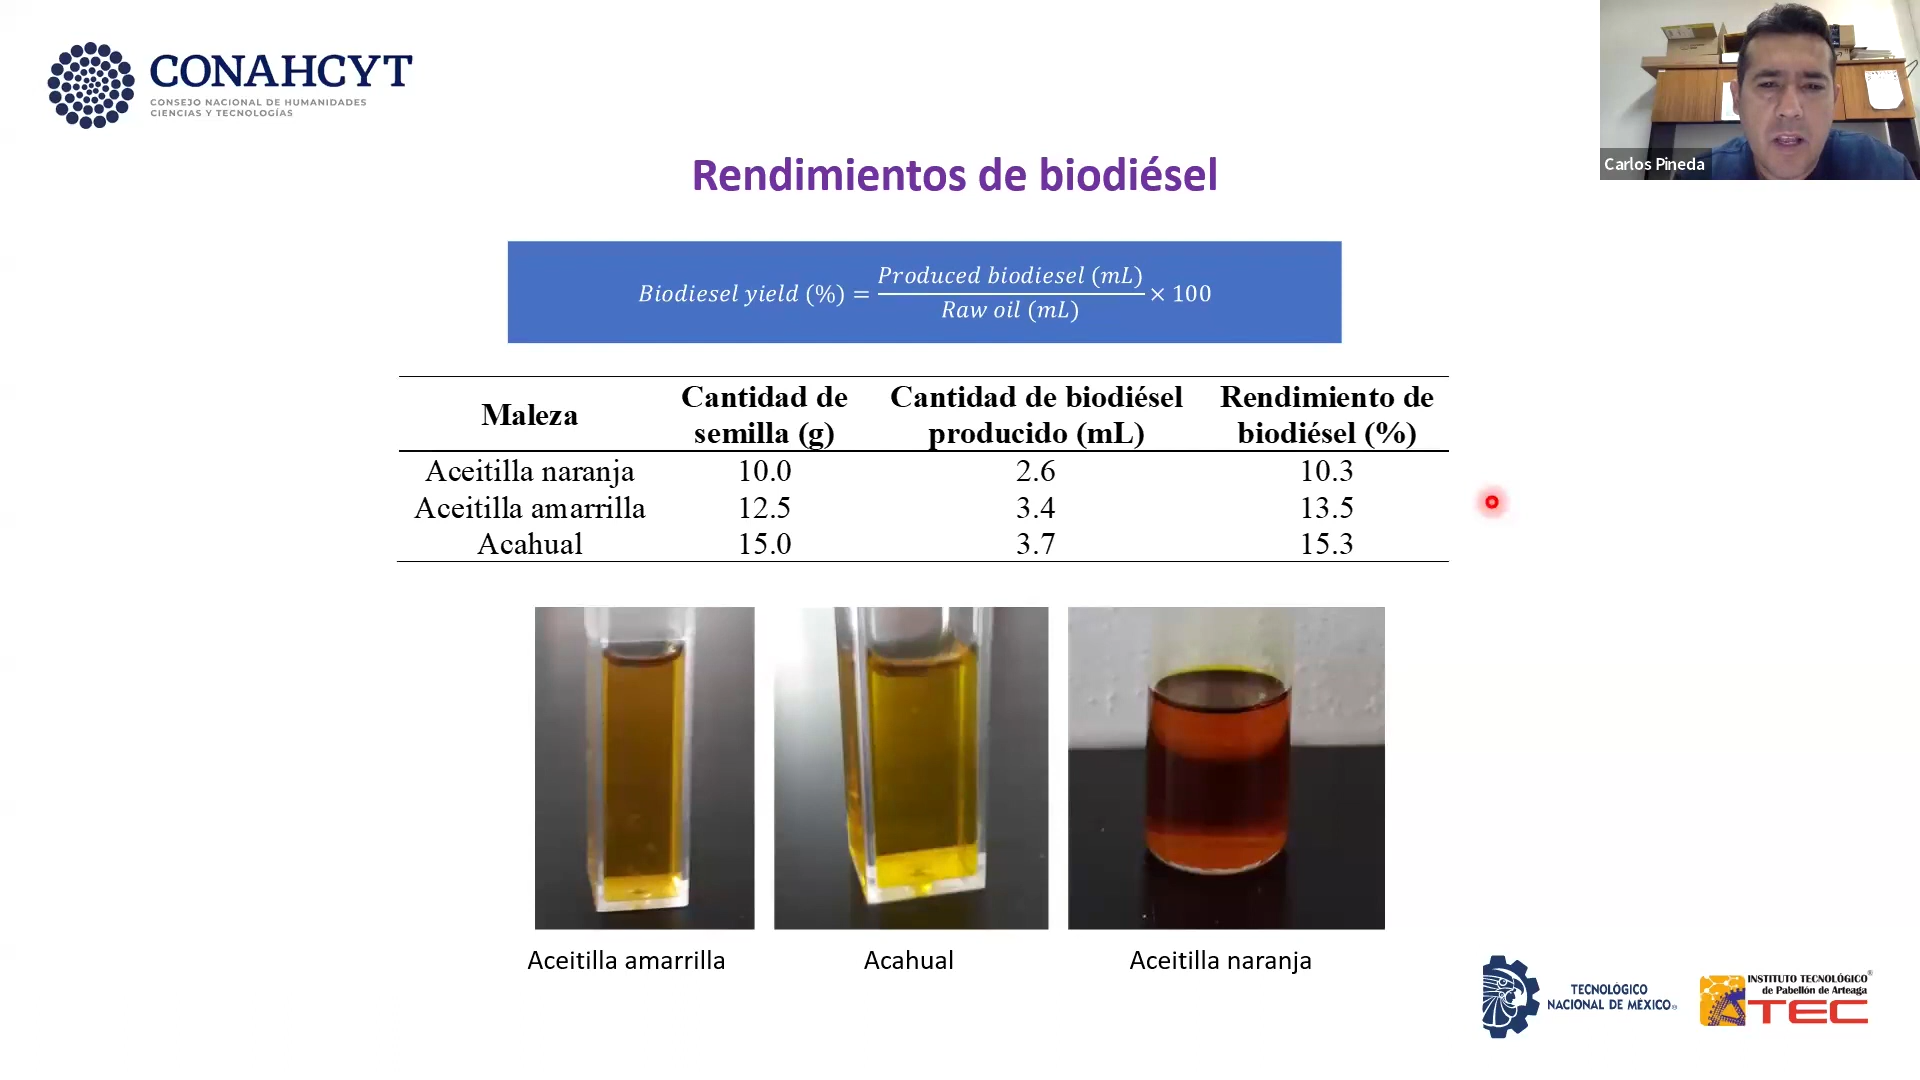 CONAHCYT
CONSEJO NACIONAL DE HUMANIDADES
CIENCIAS Y TECNOLOGÍAS
Carlos Pineda
Rendimientos de biodiésel
Biodiesel yield (%) = Produced biodiesel (mL) / Raw oil (mL) × 100
Maleza Cantidad de semilla (g) Cantidad de biodiésel producido (mL) Rendimiento de biodiésel (%)
Aceitilla naranja 10.0 2.6 10.3
Aceitilla amarrilla 12.5 3.4 13.5
Acahual 15.0 3.7 15.3
Aceitilla amarrilla Acahual Aceitilla naranja
TECNOLÓGICO
NACIONAL DE MÉXICO®
INSTITUTO TECNOLÓGICO®
de Pabellón de Arteaga
TEC